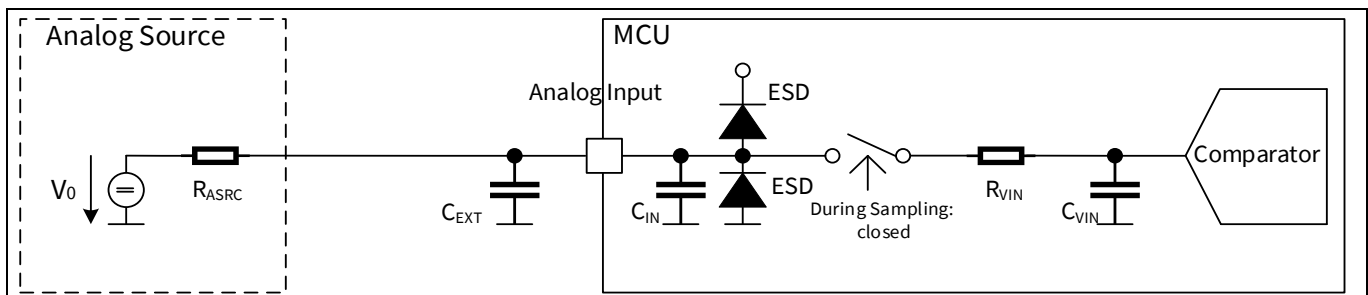 Analog Source
MCU
Analog Input
ESD
V0
RASRC
CEXT
CIN
ESD
During Sampling:
closed
RVIN
CVIN
Comparator